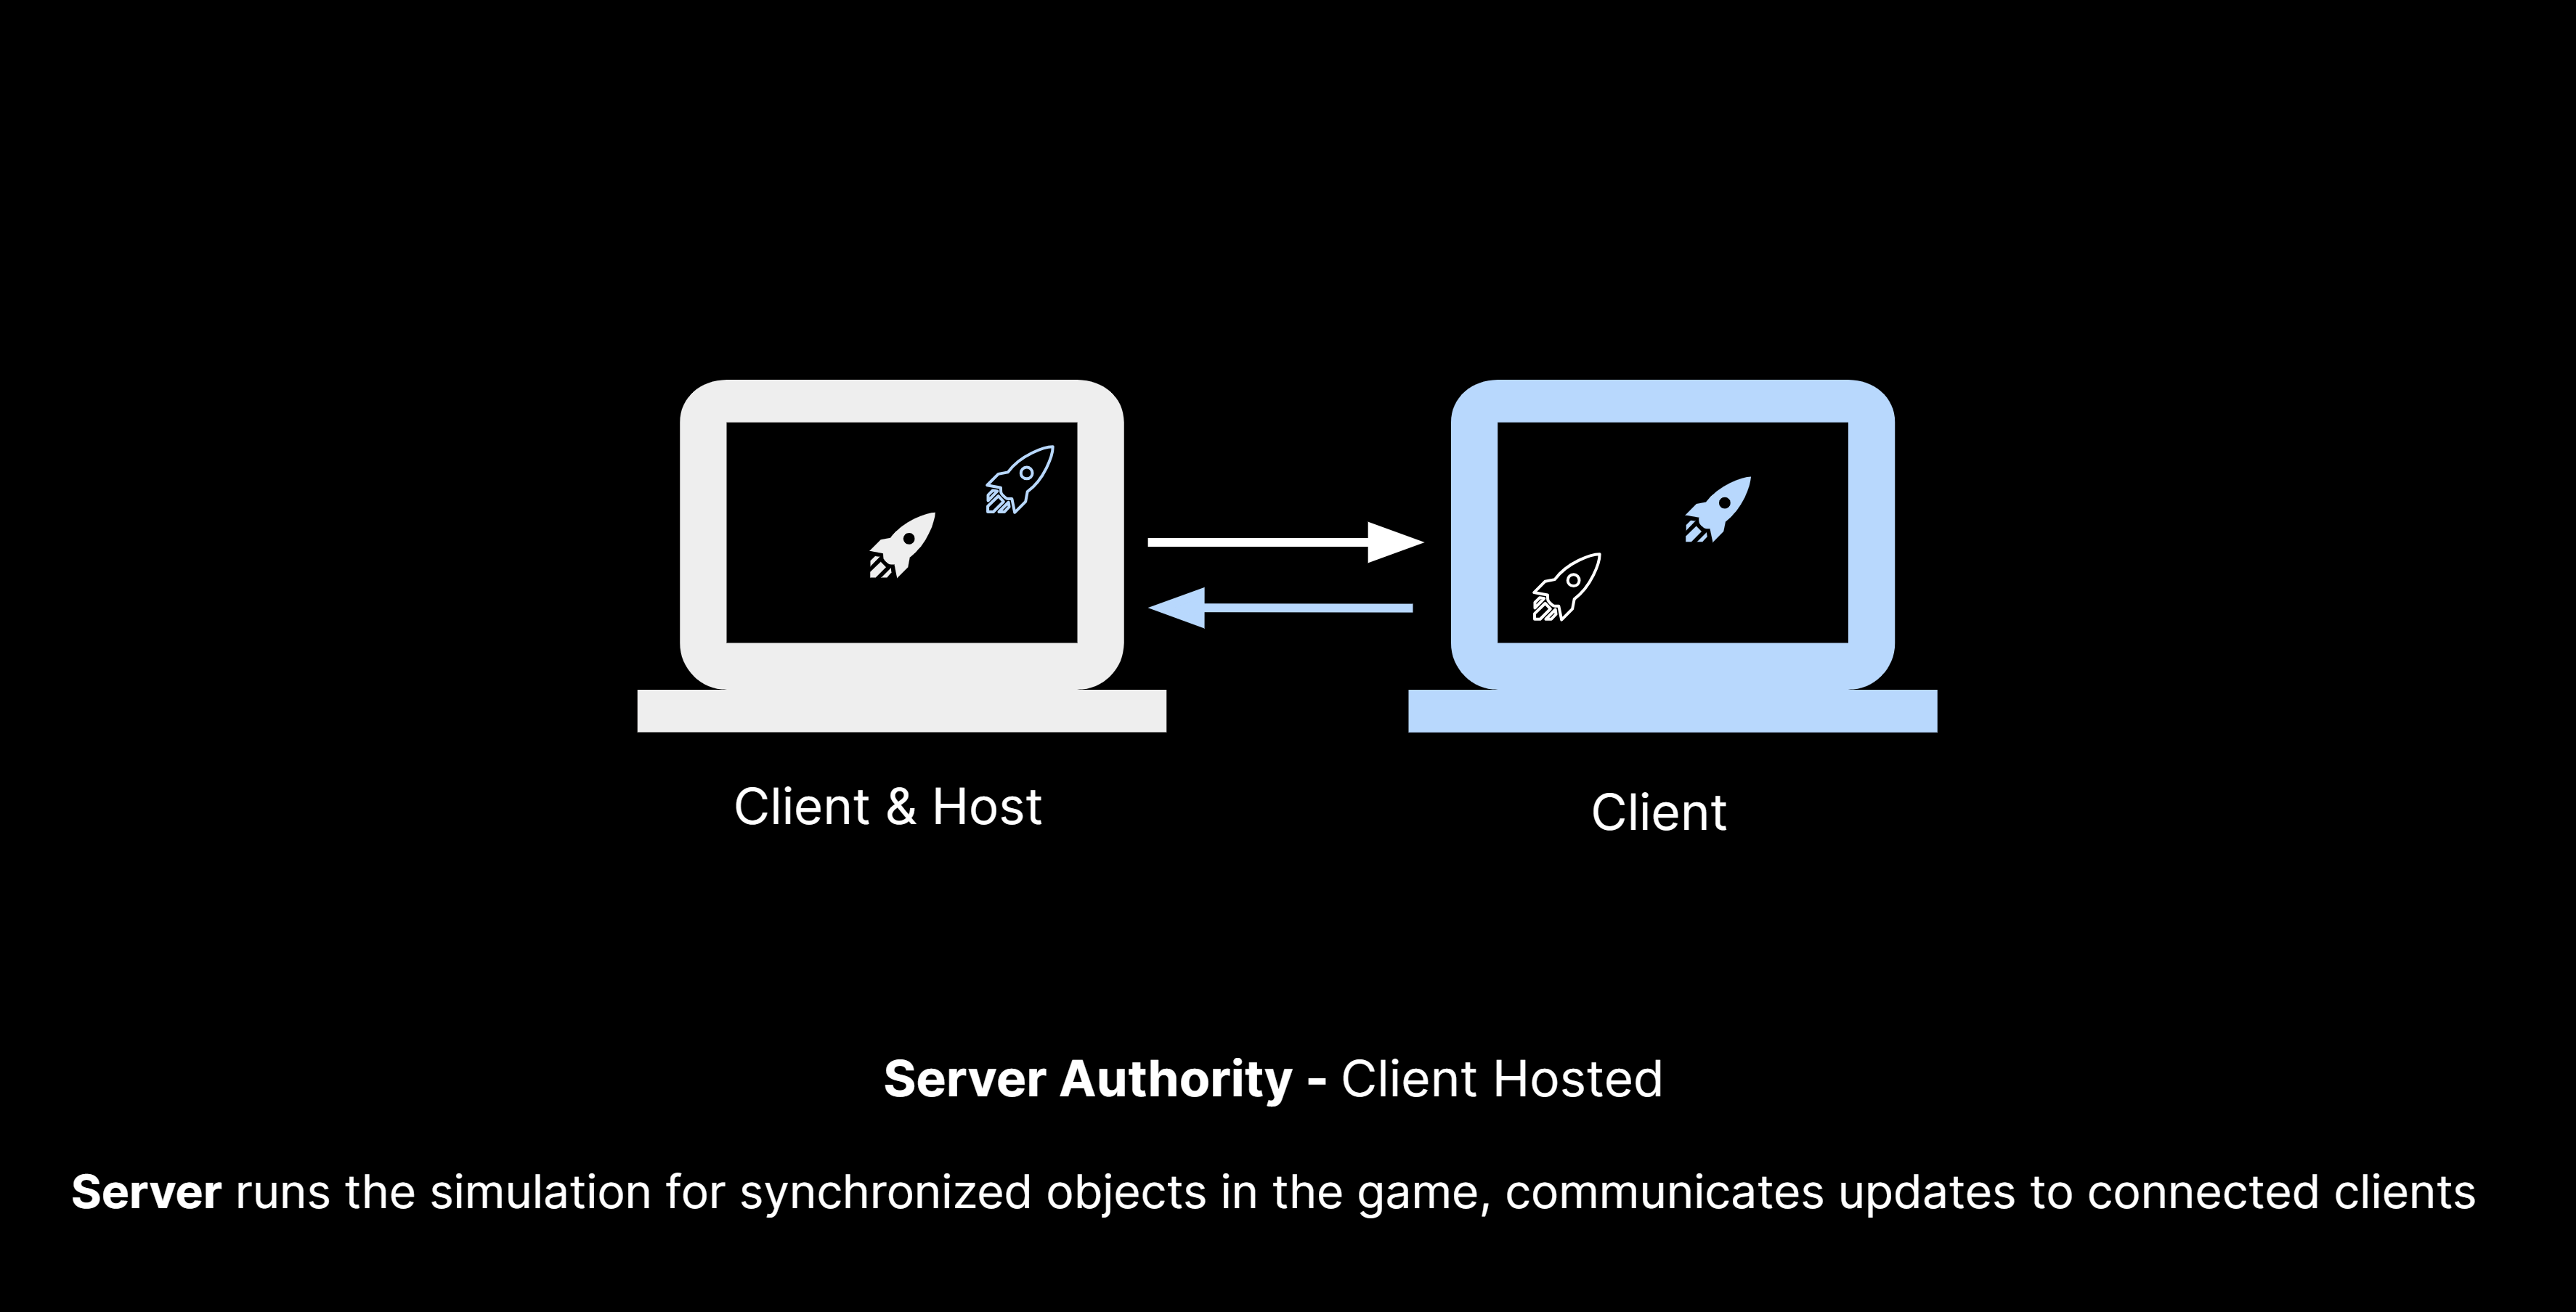 Client & Host
Client
Server Authority - Client Hosted
Server runs the simulation for synchronized objects in the game, communicates updates to connected clients